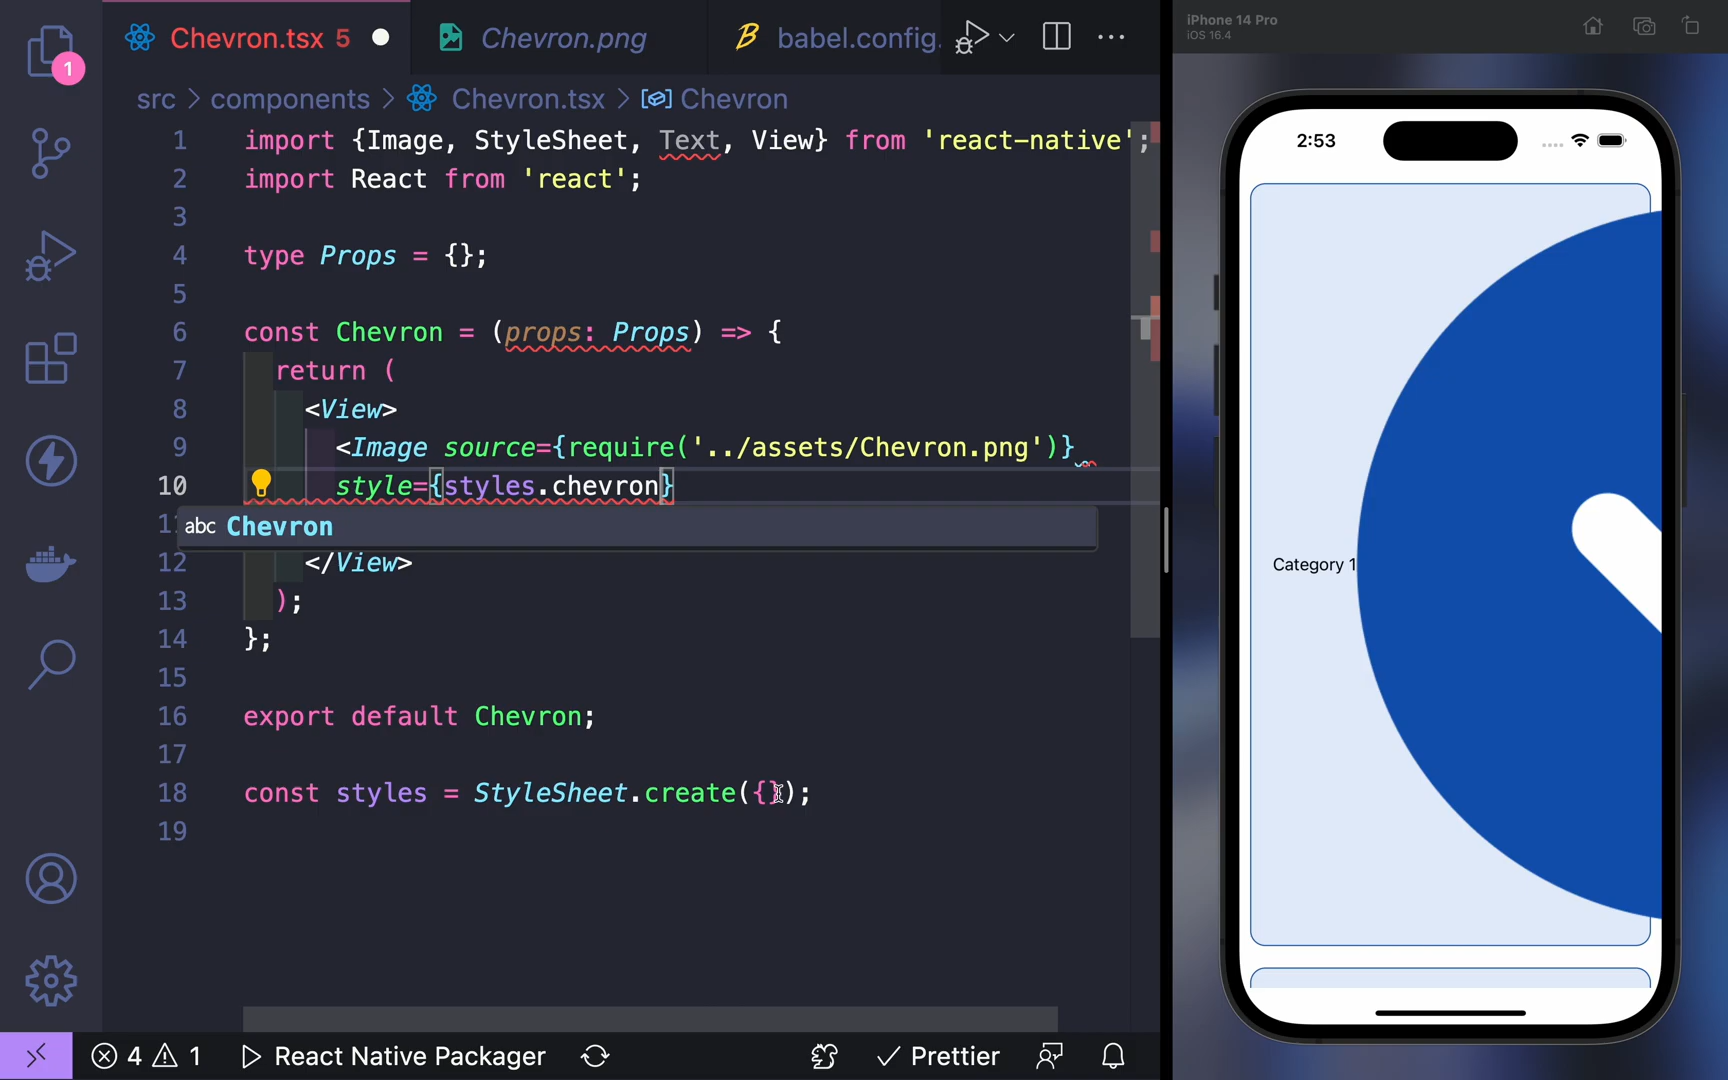 1
Chevron.tsx 5
Chevron.png
babel.config.
src > components > Chevron.tsx > Chevron
1 import {Image, StyleSheet, Text, View} from 'react-native';
2 import React from 'react';
3
4 type Props = {};
5
6 const Chevron = (props: Props) => {
7 return (
8 <View>
9 <Image source={require('../assets/Chevron.png')}
10 style={styles.chevron}
abc Chevron
12 </View>
13 );
14 };
15
16 export default Chevron;
17
18 const styles = StyleSheet.create({});
19
4 1 React Native Packager Prettier
iPhone 14 Pro
iOS 16.4
2:53
Category 1